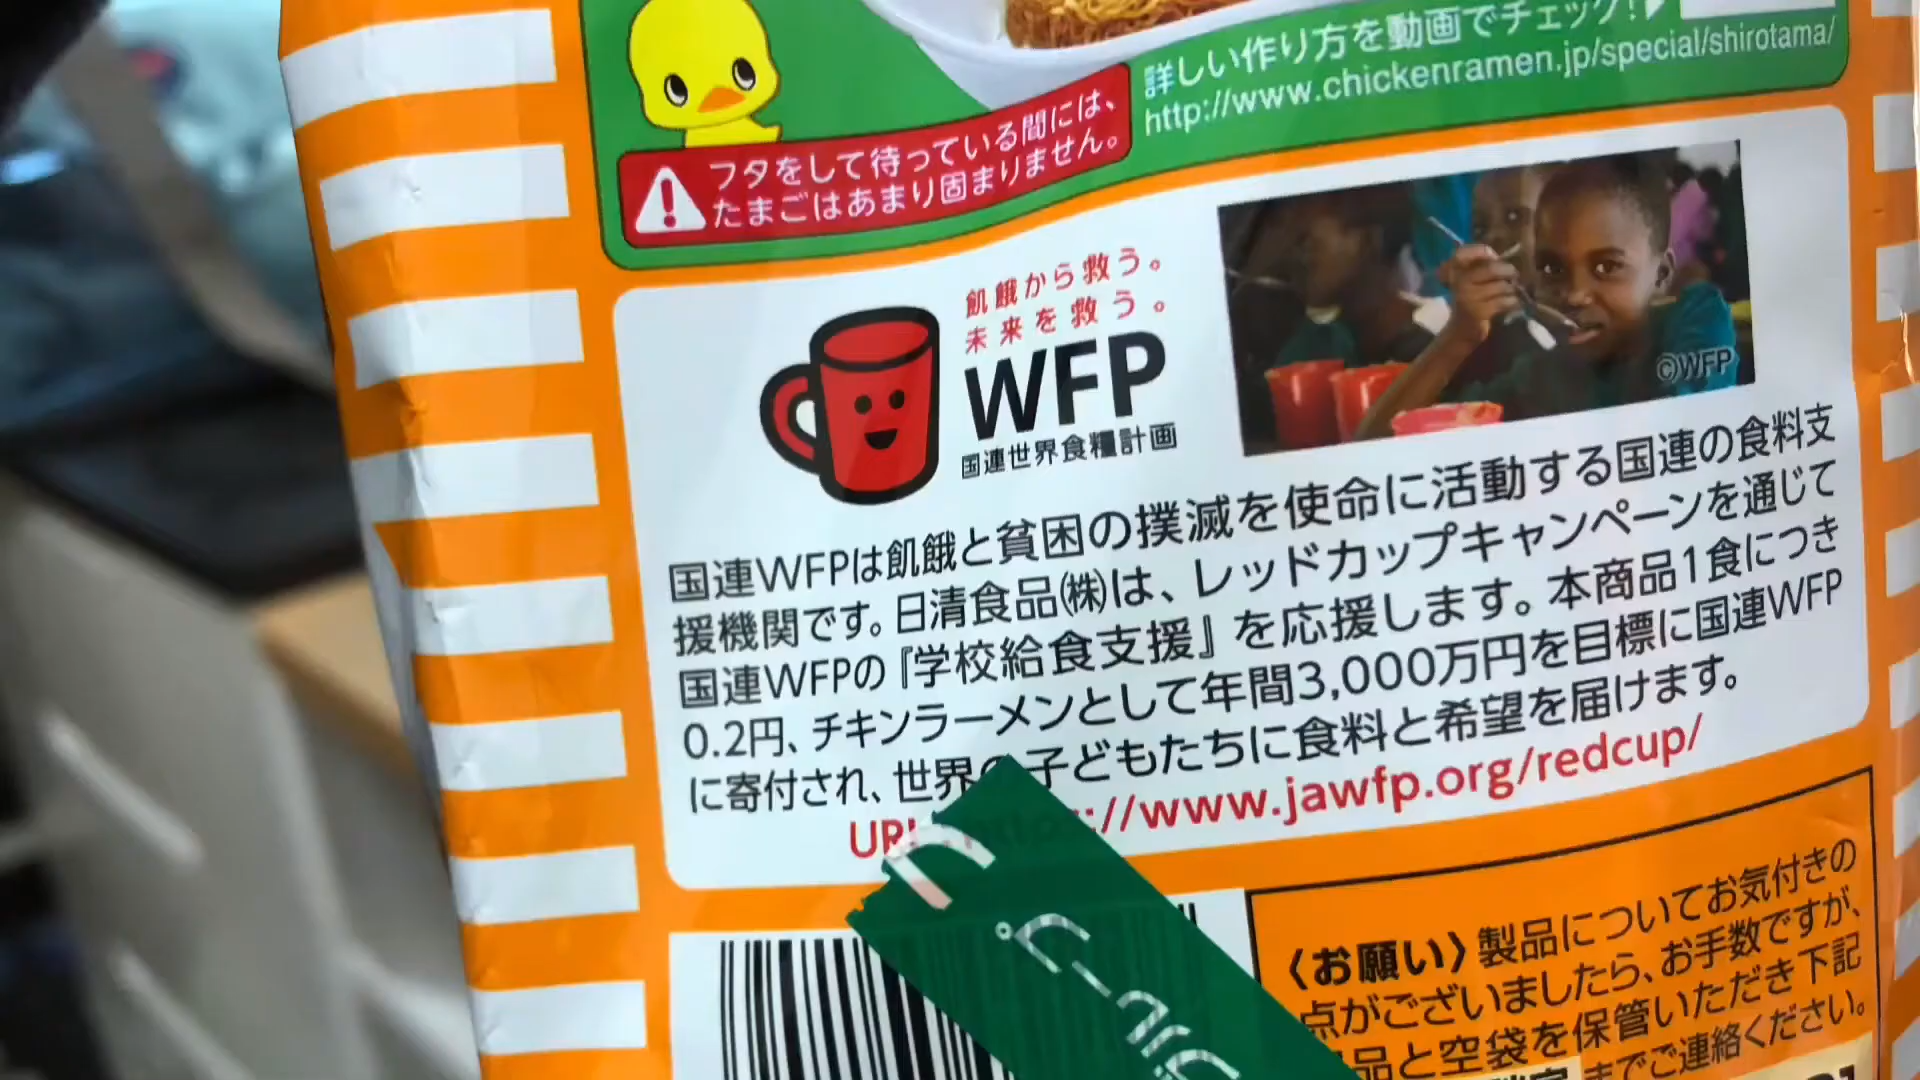 詳しい作り方を動画でチェック!
http://www.chickenramen.jp/special/shirotama/
フタをして待っている間には、
たまごはあまり固まりません。
飢餓から救う。
未来を救う。
WFP
国連世界食糧計画
©WFP
国連WFPは飢餓と貧困の撲滅を使命に活動する国連の食料支
援機関です。日清食品(株)は、レッドカップキャンペーンを通じて
国連WFPの『学校給食支援』を応援します。本商品1食につき
0.2円、チキンラーメンとして年間3,000万円を目標に国連WFP
に寄付され、世界の子どもたちに食料と希望を届けます。
://www.jawfp.org/redcup/
〈お願い〉製品についてお気付きの
点がございましたら、お手数ですが、
品と空袋を保管いただき下記
までご連絡ください。